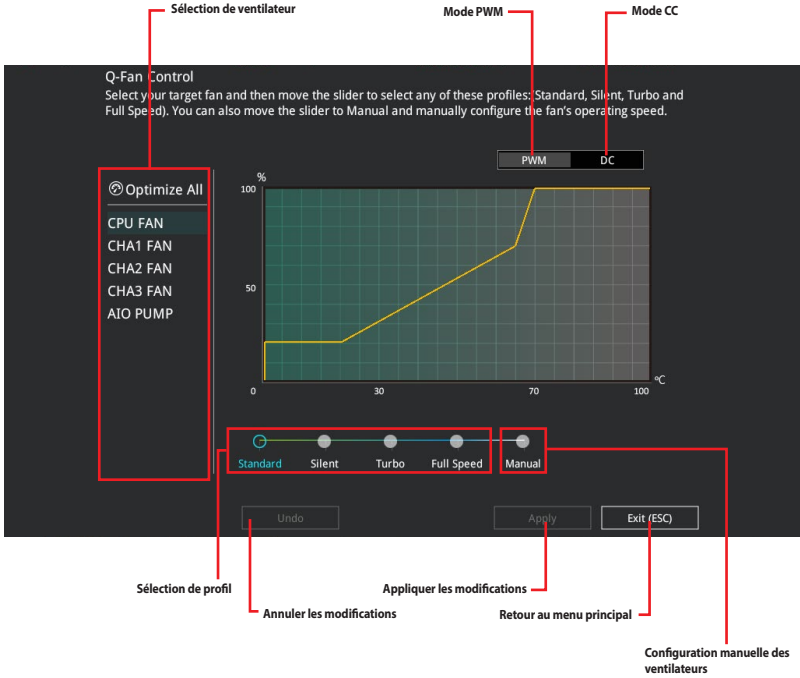 Sélection de ventilateur
Mode PWM
Mode CC
Q-Fan Control
Select your target fan and then move the slider to select any of these profiles:(Standard, Silent, Turbo and
Full Speed). You can also move the slider to Manual and manually configure the fan's operating speed.
PWM
DC
Optimize All
CPU FAN
CHA1 FAN
CHA2 FAN
CHA3 FAN
AIO PUMP
%
100
50
0
30
70
100
ºC
Standard
Silent
Turbo
Full Speed
Manual
Undo
Apply
Exit (ESC)
Sélection de profil
Annuler les modifications
Appliquer les modifications
Retour au menu principal
Configuration manuelle des
ventilateurs